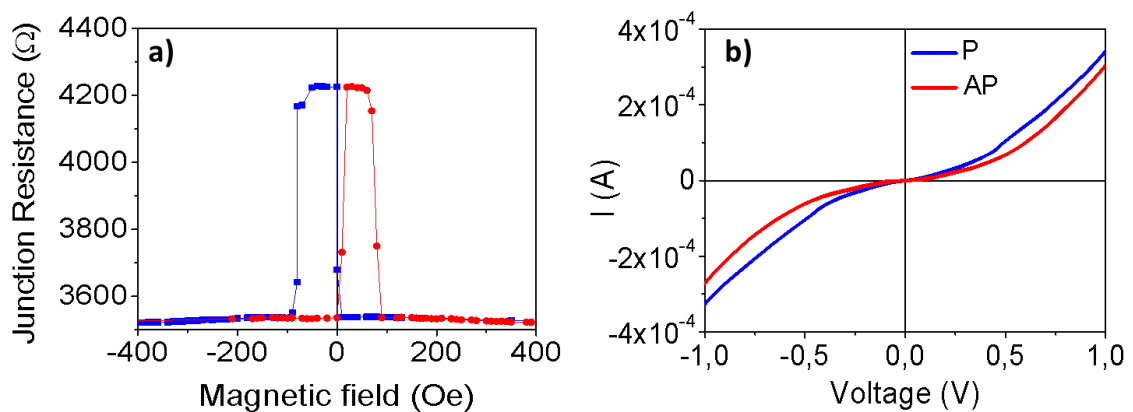 a)
Junction Resistance (Ω)
4400
4200
4000
3800
3600
-400
-200
0
200
400
Magnetic field (Oe)
b)
P
AP
I (A)
4x10⁻⁴
2x10⁻⁴
0
-2x10⁻⁴
-4x10⁻⁴
-1,0
-0,5
0,0
0,5
1,0
Voltage (V)